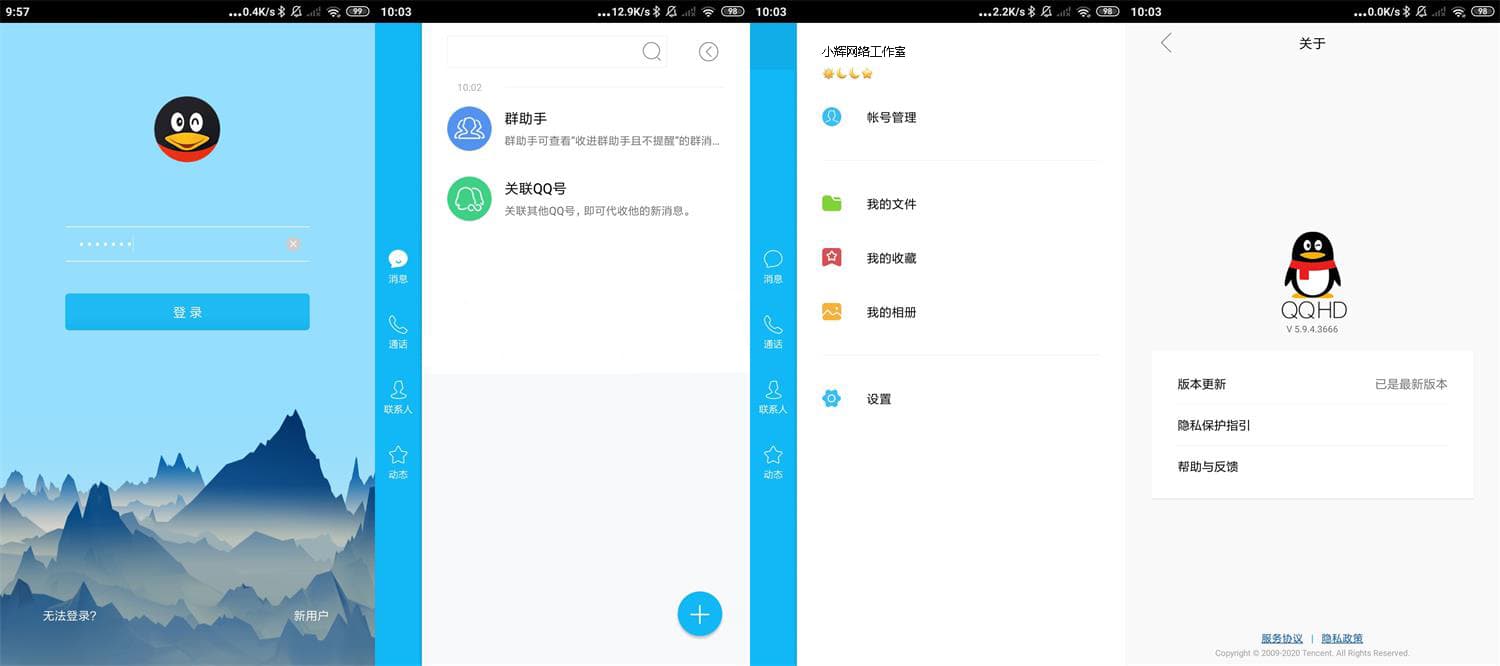 9:57
...0.4K/s
99
登 录
无法登录?
新用户
10:03
...12.9K/s
98
消息
通话
联系人
动态
10:02
群助手
群助手可查看“收进群助手且不提醒”的群消...
关联QQ号
关联其他QQ号，即可代收他的新消息。
10:03
...2.2K/s
98
消息
通话
联系人
动态
小辉网络工作室
帐号管理
我的文件
我的收藏
我的相册
设置
10:03
...0.0K/s
98
关于
QQHD
V 5.9.4.3666
版本更新
已是最新版本
隐私保护指引
帮助与反馈
服务协议 | 隐私政策
Copyright © 2009-2020 Tencent. All Rights Reserved.